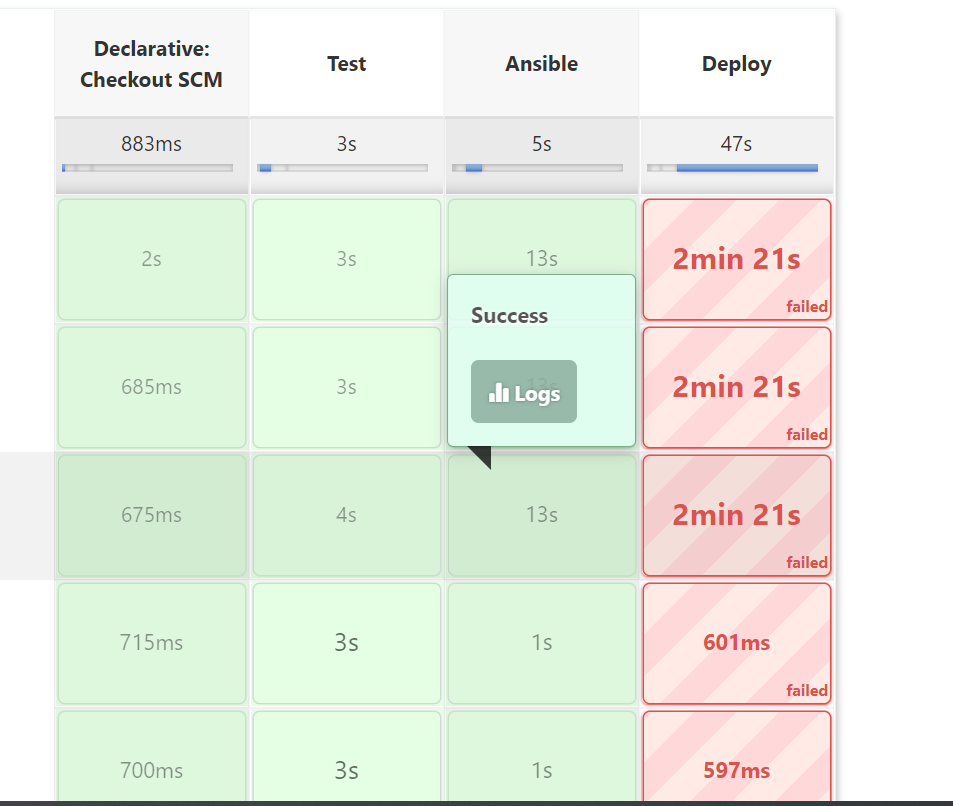 Declarative:
Checkout SCM
Test
Ansible
Deploy
883ms
3s
5s
47s
2s
3s
13s
2min 21s
failed
Success
685ms
3s
13s
Logs
2min 21s
failed
675ms
4s
13s
2min 21s
failed
715ms
3s
1s
601ms
failed
700ms
3s
1s
597ms